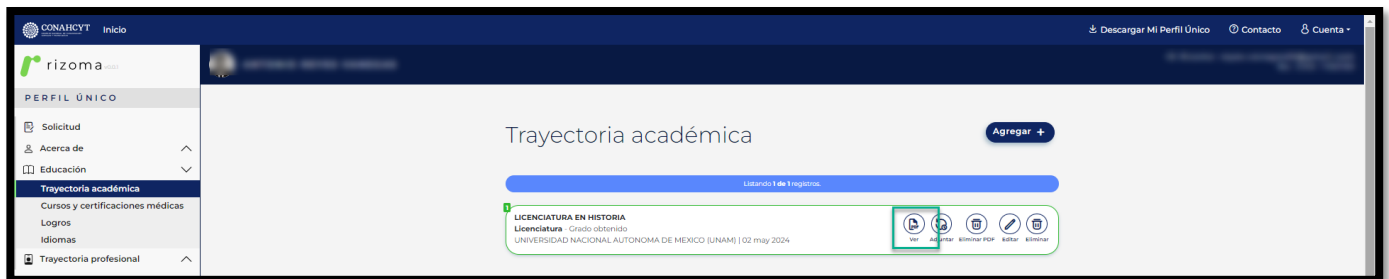 CONAHCYT Inicio Descargar Mi Perfil Único Contacto Cuenta
rizoma
PERFIL ÚNICO
Solicitud
Acerca de
Educación
Trayectoria académica
Cursos y certificaciones médicas
Logros
Idiomas
Trayectoria profesional
Trayectoria académica
Agregar +
Listando 1 de 1 registros.
1
LICENCIATURA EN HISTORIA
Licenciatura - Grado obtenido
UNIVERSIDAD NACIONAL AUTONOMA DE MEXICO (UNAM) | 02 may 2024
Ver Adjuntar Eliminar PDF Editar Eliminar